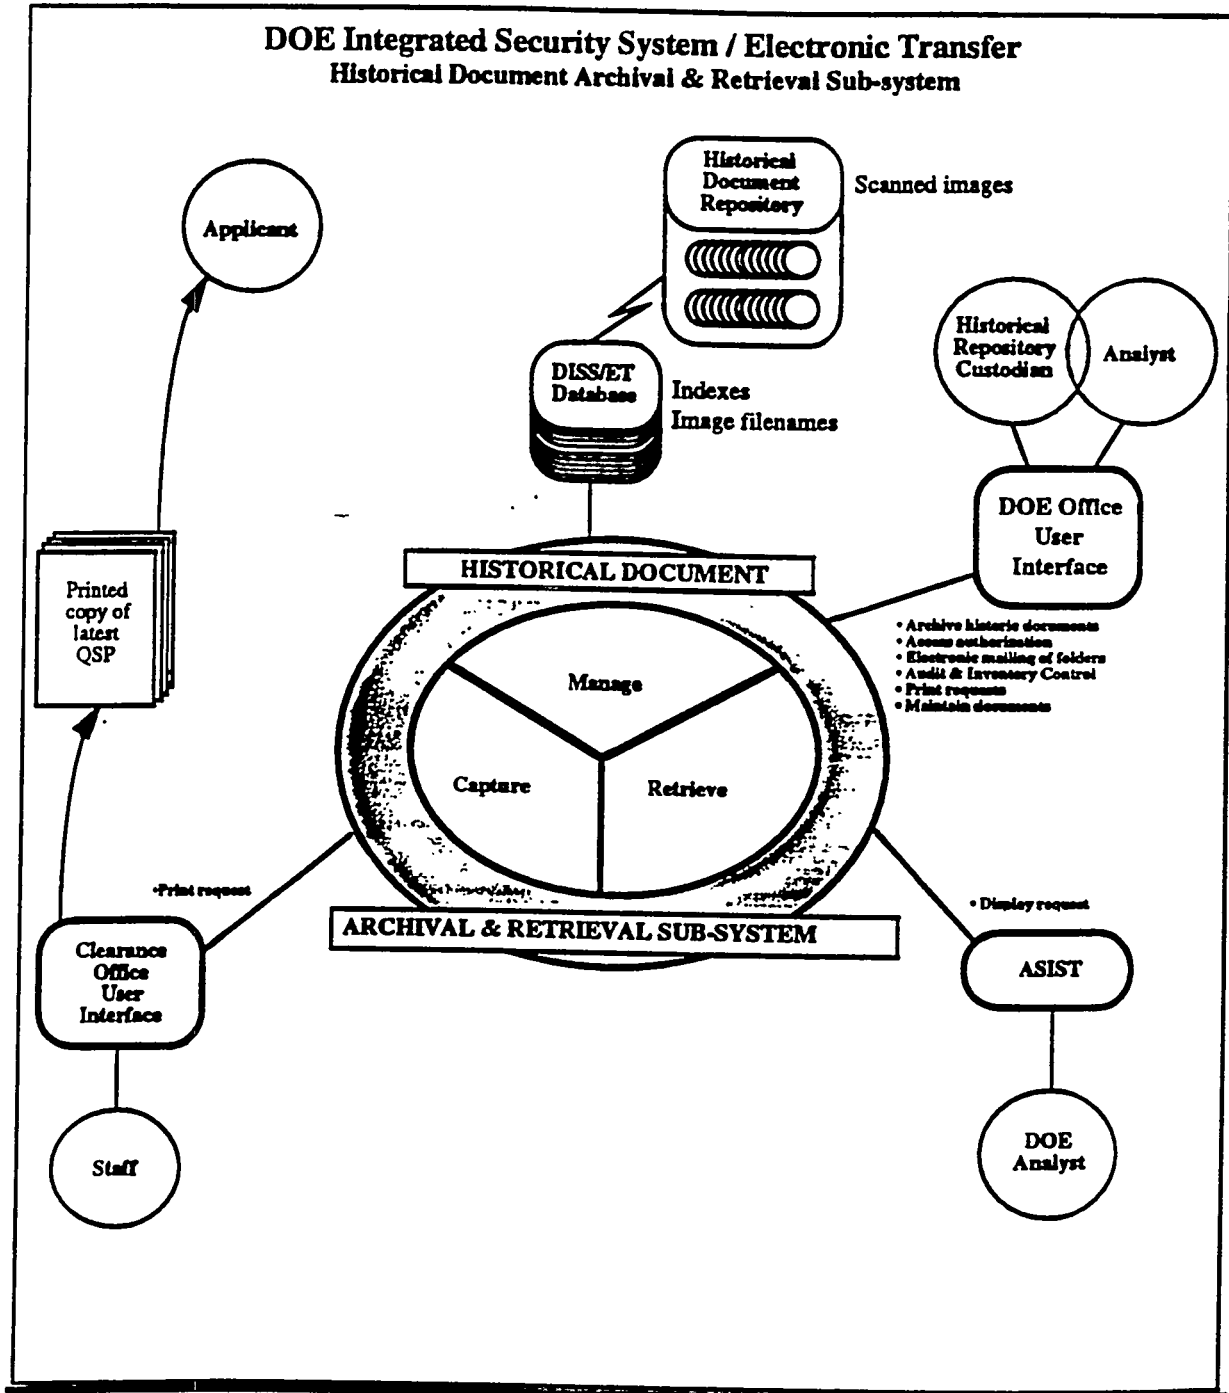 DOE Integrated Security System / Electronic Transfer
Historical Document Archival & Retrieval Sub-system
Applicant
Historical
Document
Repository
Scanned images
DISS/ET
Database
Indexes
Image filenames
Historical
Repository
Custodian
Analyst
DOE Office
User
Interface
• Archive historic documents
• Access authorization
• Electronic mailing of folders
• Audit & Inventory Control
• Print requests
• Maintain documents
Printed
copy of
latest
QSP
HISTORICAL DOCUMENT
Manage
Capture
Retrieve
ARCHIVAL & RETRIEVAL SUB-SYSTEM
•Print request
Clearance
Office
User
Interface
Staff
• Display request
ASIST
DOE
Analyst